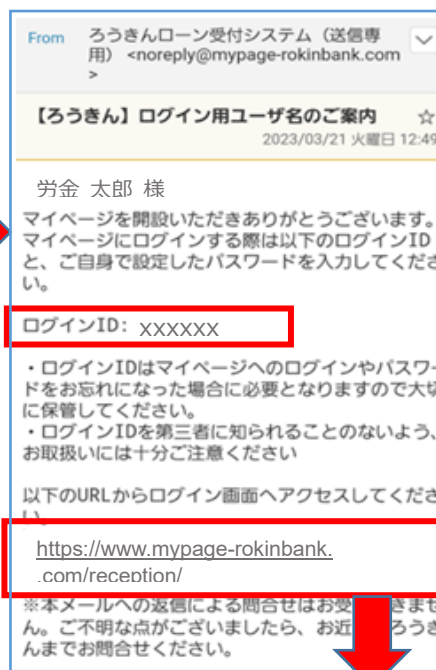 From ろうきんローン受付システム（送信専
用） <noreply@mypage-rokinbank.com
>
【ろうきん】ログイン用ユーザ名のご案内 ☆
2023/03/21 火曜日 12:49
労金 太郎 様
マイページを開設いただきありがとうございます。
マイページにログインする際は以下のログインID
と、ご自身で設定したパスワードを入力してくださ
い。
ログインID: xxxxxx
・ログインIDはマイページへのログインやパスワー
ドをお忘れになった場合に必要となりますので大切
に保管してください。
・ログインIDを第三者に知られることのないよう、
お取扱いには十分ご注意ください
以下のURLからログイン画面へアクセスしてくださ
い。
https://www.mypage-rokinbank.
.com/reception/
※本メールへの返信による問合せはお受 きませ
ん。ご不明な点がございましたら、お近 ろうき
んまでお問合せください。